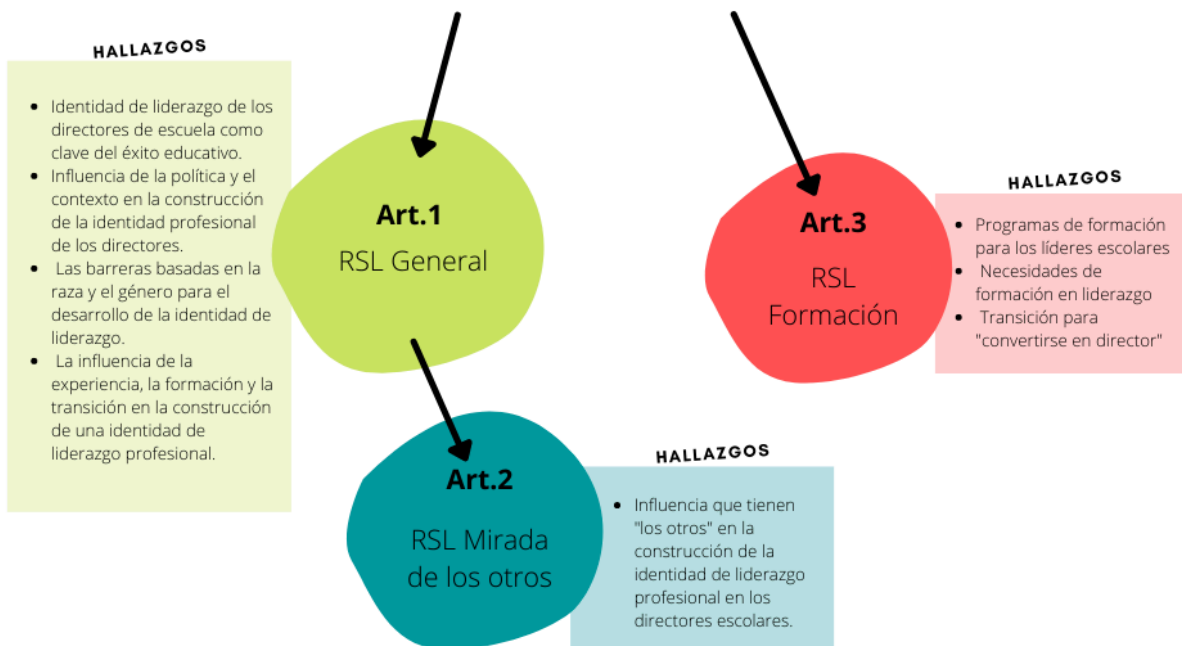 HALLAZGOS
• Identidad de liderazgo de los
directores de escuela como
clave del éxito educativo.
• Influencia de la política y el
contexto en la construcción
de la identidad profesional
de los directores.
• Las barreras basadas en la
raza y el género para el
desarrollo de la identidad de
liderazgo.
• La influencia de la
experiencia, la formación y la
transición en la construcción
de una identidad de
liderazgo profesional.
Art.1
RSL General
Art.3
RSL
Formación
HALLAZGOS
• Programas de formación
para los líderes escolares
• Necesidades de
formación en liderazgo
• Transición para
"convertirse en director"
Art.2
RSL Mirada
de los otros
HALLAZGOS
• Influencia que tienen
"los otros" en la
construcción de la
identidad de liderazgo
profesional en los
directores escolares.